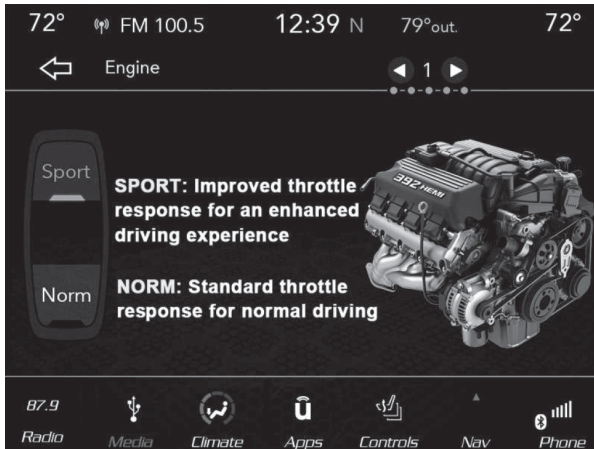 72° FM 100.5 12:39 N 79°out. 72°
Engine 1
Sport
SPORT: Improved throttle
response for an enhanced
driving experience
392 HEMI
Norm
NORM: Standard throttle
response for normal driving
87.9
Radio Media Climate Apps Controls Nav Phone